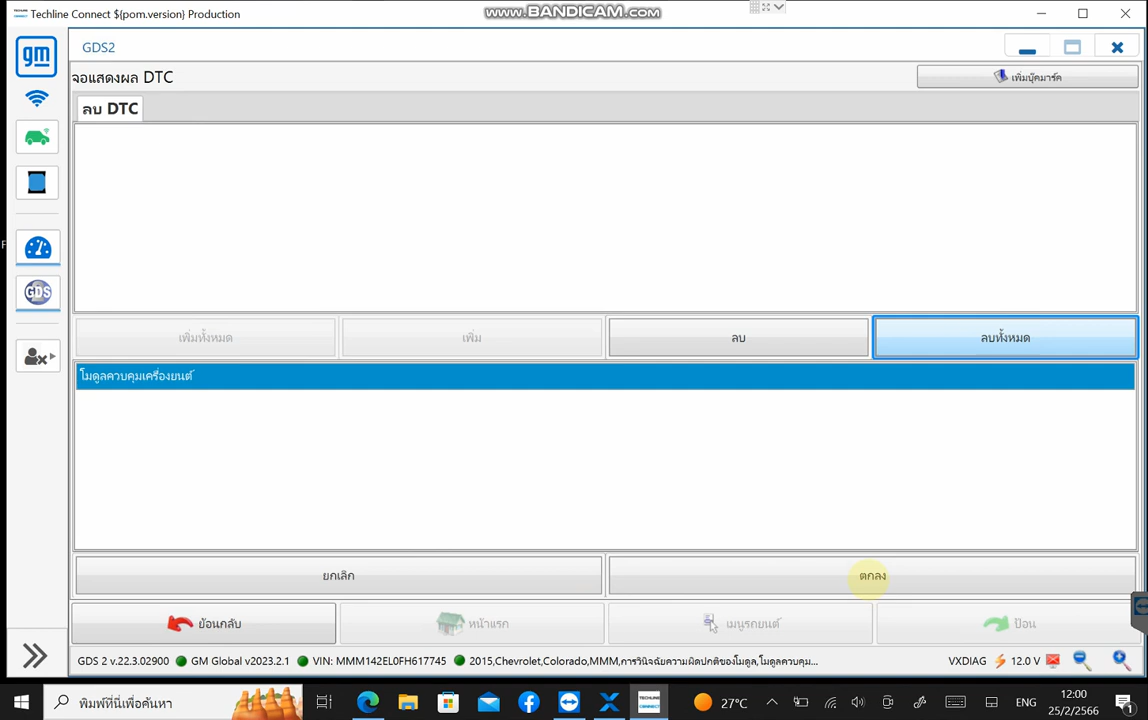 Techline Connect ${pom.version} Production
www.BANDICAM.com
gm
GDS2
จอแสดงผล DTC
เพิ่มบุ๊คมาร์ค
ลบ DTC
F
GDS
เพิ่มทั้งหมด
เพิ่ม
ลบ
ลบทั้งหมด
โมดูลควบคุมเครื่องยนต์
ยกเลิก
ตกลง
ย้อนกลับ
หน้าแรก
เมนูรถยนต์
ป้อน
GDS 2 v.22.3.02900 GM Global v2023.2.1 VIN: MMM142EL0FH617745 2015,Chevrolet,Colorado,MMM,การวินิจฉัยความผิดปกติของโมดูล,โมดูลควบคุม... VXDIAG 12.0 V
พิมพ์ที่นี่เพื่อค้นหา
TECHLINE CONNECT
27°C
ENG
12:00
25/2/2566
1